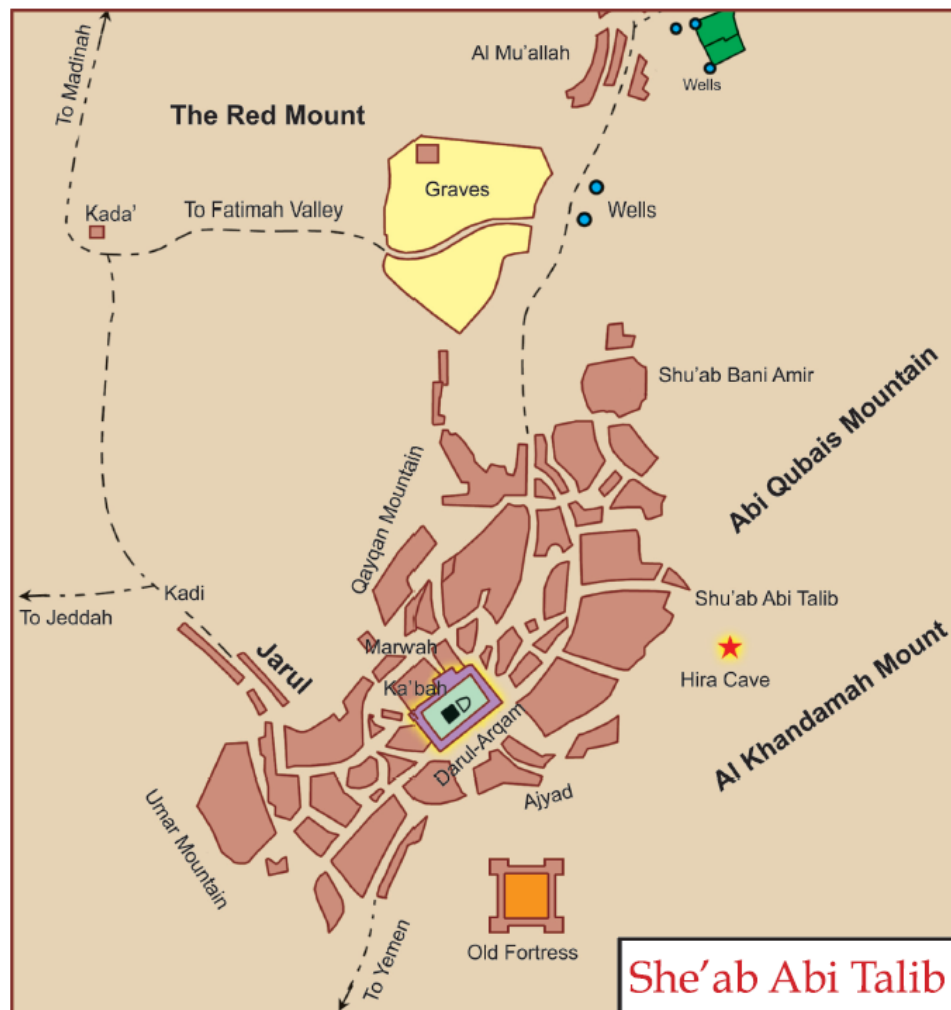 To Madinah
Al Mu'allah
Wells
The Red Mount
Graves
Kada'
To Fatimah Valley
Wells
Shu'ab Bani Amir
Abi Qubais Mountain
Qayqan Mountain
Kadi
To Jeddah
Shu'ab Abi Talib
Jarul
Marwah
Hira Cave
Ka'bah
Al Khandamah Mount
Darul-Arqam
Ajyad
Umar Mountain
Old Fortress
To Yemen
She'ab Abi Talib